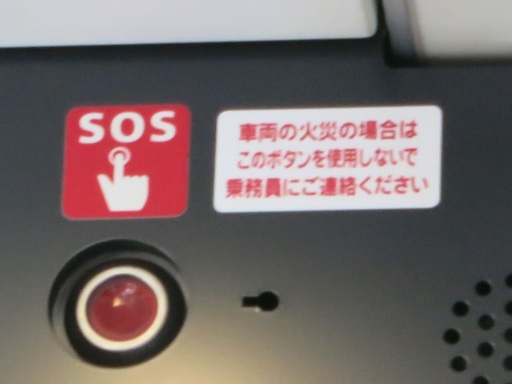 SOS
車両の火災の場合は
このボタンを使用しないで
乗務員にご連絡ください